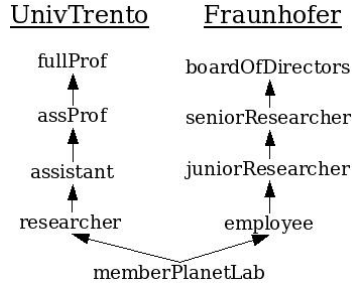 UnivTrento
fullProf
assProf
assistant
researcher
Fraunhofer
boardOfDirectors
seniorResearcher
juniorResearcher
employee
memberPlanetLab